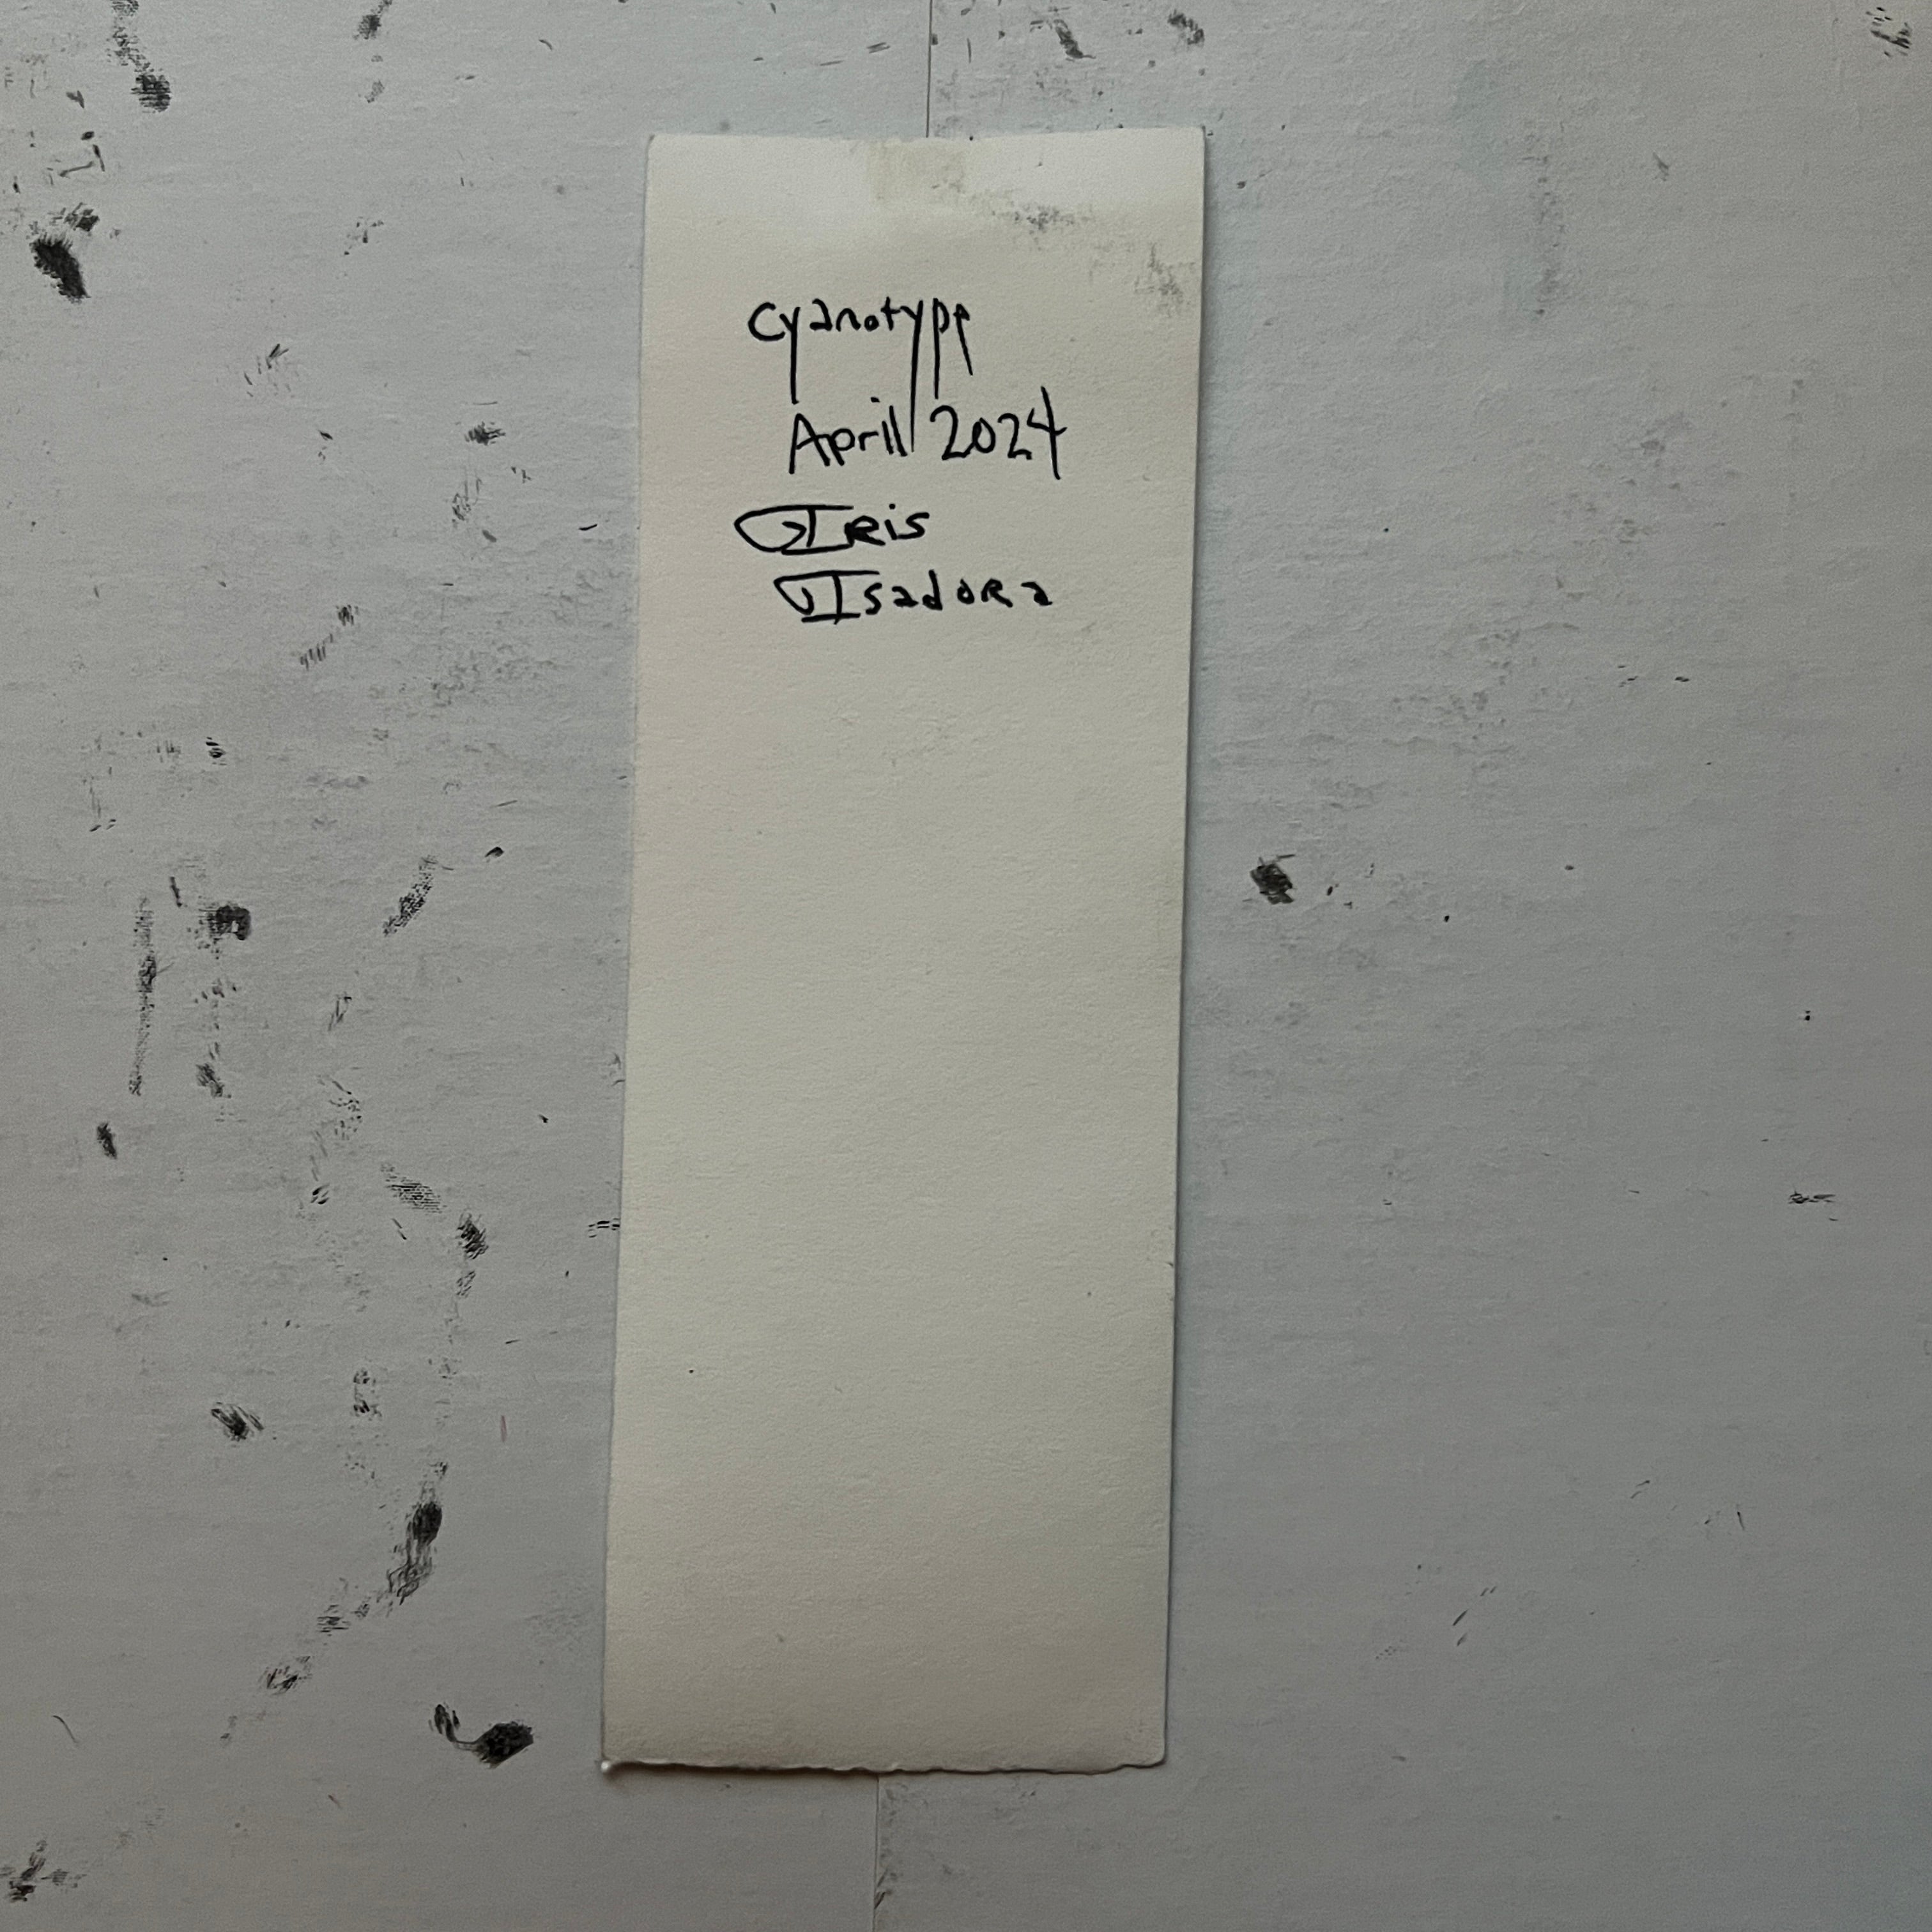 cyanotype
April 2024
Iris
Isadora